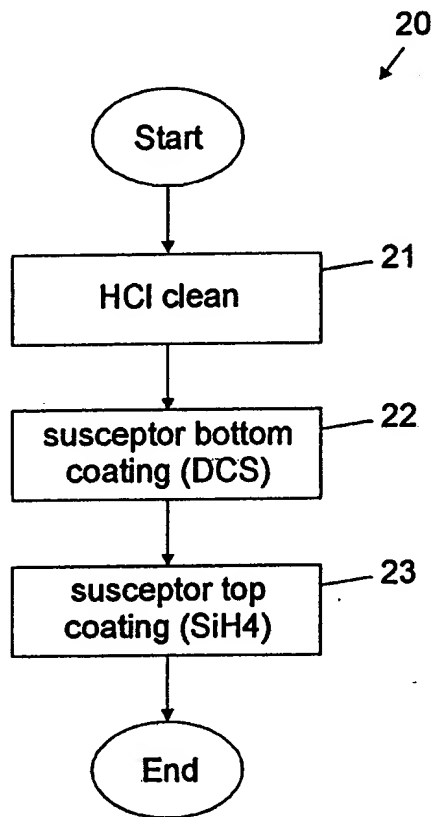 20
Start
21
HCl clean
22
susceptor bottom
coating (DCS)
23
susceptor top
coating (SiH4)
End